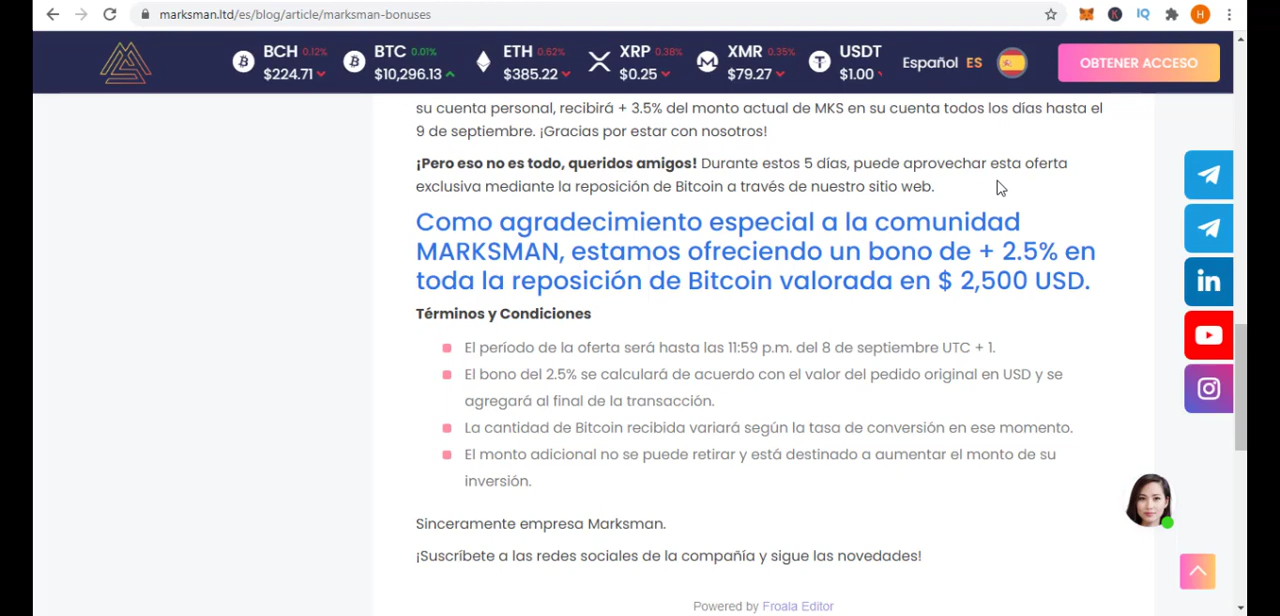 marksman.ltd/es/blog/article/marksman-bonuses
H
BCH 0.12%
$224.71
BTC 0.01%
$10,296.13
ETH 0.62%
$385.22
XRP 0.38%
$0.25
XMR 0.35%
$79.27
USDT
$1.00
Español ES
OBTENER ACCESO
su cuenta personal, recibirá + 3.5% del monto actual de MKS en su cuenta todos los días hasta el
9 de septiembre. ¡Gracias por estar con nosotros!
¡Pero eso no es todo, queridos amigos! Durante estos 5 días, puede aprovechar esta oferta
exclusiva mediante la reposición de Bitcoin a través de nuestro sitio web.
Como agradecimiento especial a la comunidad
MARKSMAN, estamos ofreciendo un bono de + 2.5% en
toda la reposición de Bitcoin valorada en $ 2,500 USD.
Términos y Condiciones
El período de la oferta será hasta las 11:59 p.m. del 8 de septiembre UTC + 1.
El bono del 2.5% se calculará de acuerdo con el valor del pedido original en USD y se
agregará al final de la transacción.
La cantidad de Bitcoin recibida variará según la tasa de conversión en ese momento.
El monto adicional no se puede retirar y está destinado a aumentar el monto de su
inversión.
Sinceramente empresa Marksman.
¡Suscríbete a las redes sociales de la compañía y sigue las novedades!
Powered by Froala Editor